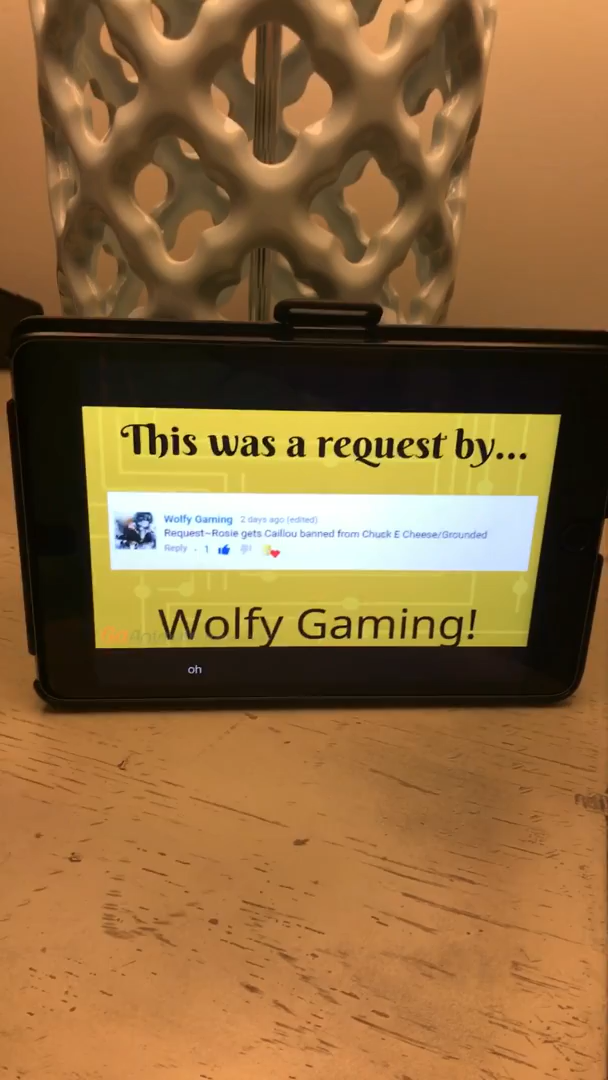 This was a request by...
Wolfy Gaming 2 days ago (edited)
Request~Rosie gets Caillou banned from Chuck E Cheese/Grounded
Reply · 1
Wolfy Gaming!
oh